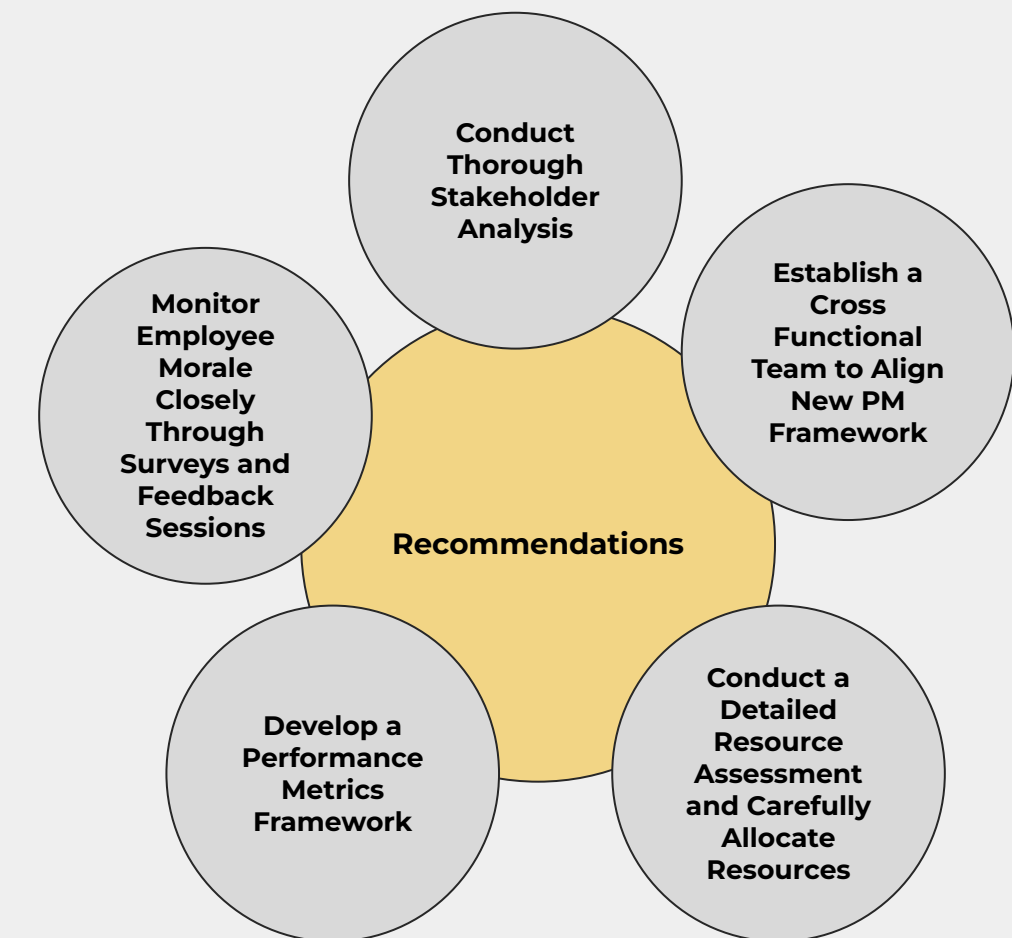 Conduct
Thorough
Stakeholder
Analysis
Establish a
Cross
Functional
Team to Align
New PM
Framework
Monitor
Employee
Morale
Closely
Through
Surveys and
Feedback
Sessions
Recommendations
Conduct a
Detailed
Resource
Assessment
and Carefully
Allocate
Resources
Develop a
Performance
Metrics
Framework